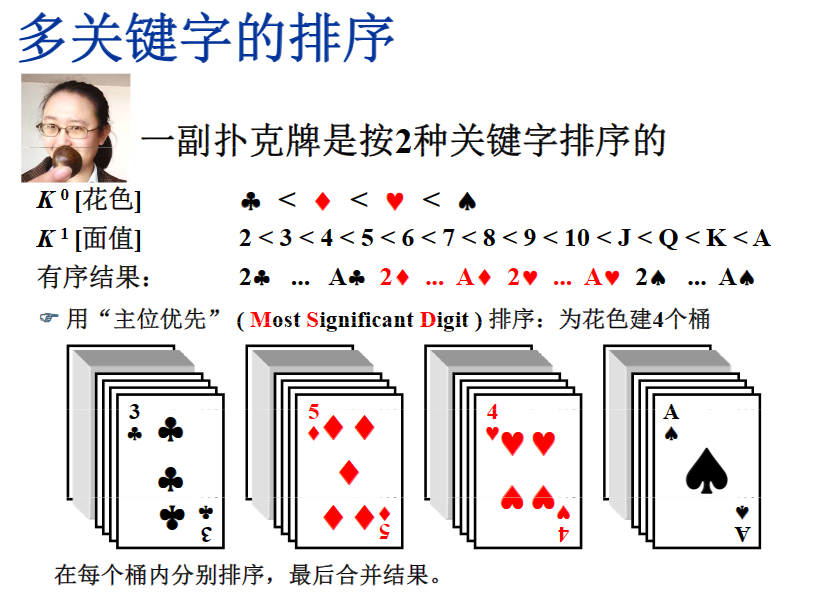 多关键字的排序
一副扑克牌是按2种关键字排序的
K 0 [花色] ♣ < ♦ < ♥ < ♠
K 1 [面值] 2 < 3 < 4 < 5 < 6 < 7 < 8 < 9 < 10 < J < Q < K < A
有序结果： 2♣ ... A♣ 2♦ ... A♦ 2♥ ... A♥ 2♠ ... A♠
☞ 用“主位优先” ( Most Significant Digit ) 排序：为花色建4个桶
3 5 4 A
3 5 4 A
在每个桶内分别排序，最后合并结果。